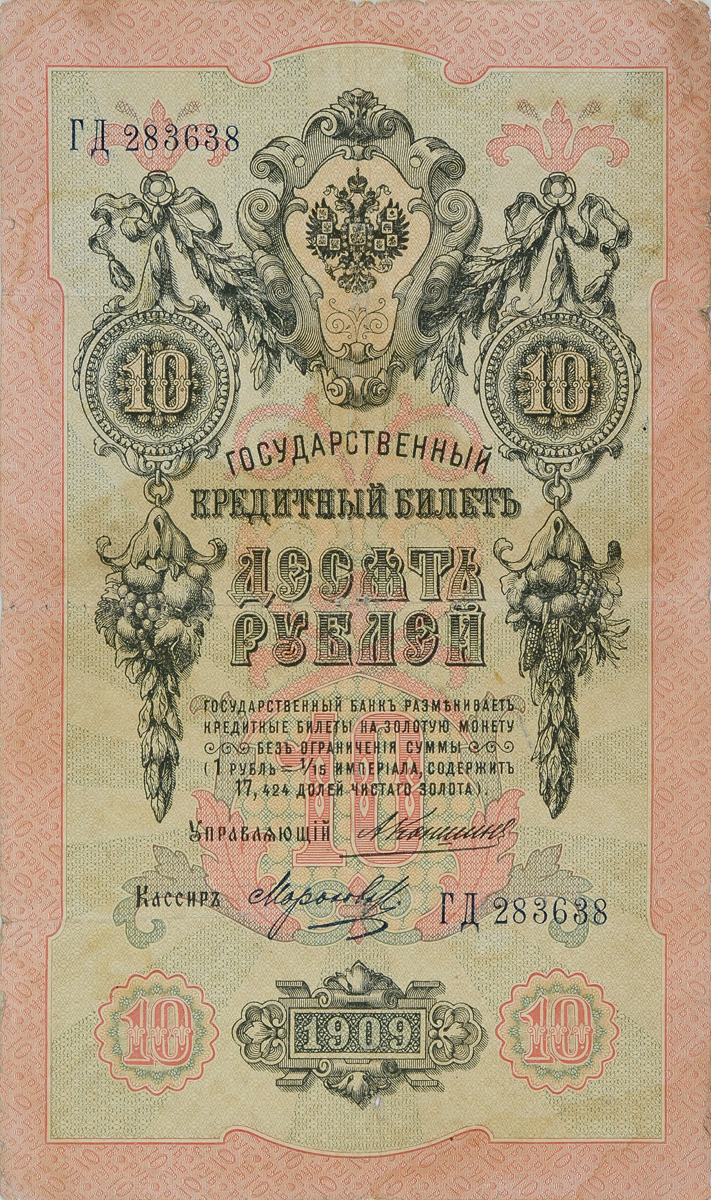 ГД 283638
10 10
ГОСУДАРСТВЕННЫЙ
КРЕДИТНЫЙ БИЛЕТЪ
ДЕСЯТЬ
РУБЛЕЙ
ГОСУДАРСТВЕННЫЙ БАНКЪ РАЗМѢНИВАЕТЪ
КРЕДИТНЫЕ БИЛЕТЫ НА ЗОЛОТУЮ МОНЕТУ
БЕЗЪ ОГРАНИЧЕНІЯ СУММЫ
(1 РУБЛЬ = 1/15 ИМПЕРІАЛА, СОДЕРЖИТЪ
17,424 ДОЛЕЙ ЧИСТАГО ЗОЛОТА).
10
УПРАВЛЯЮЩІЙ
КАССИРЪ
ГД 283638
10 1909 10